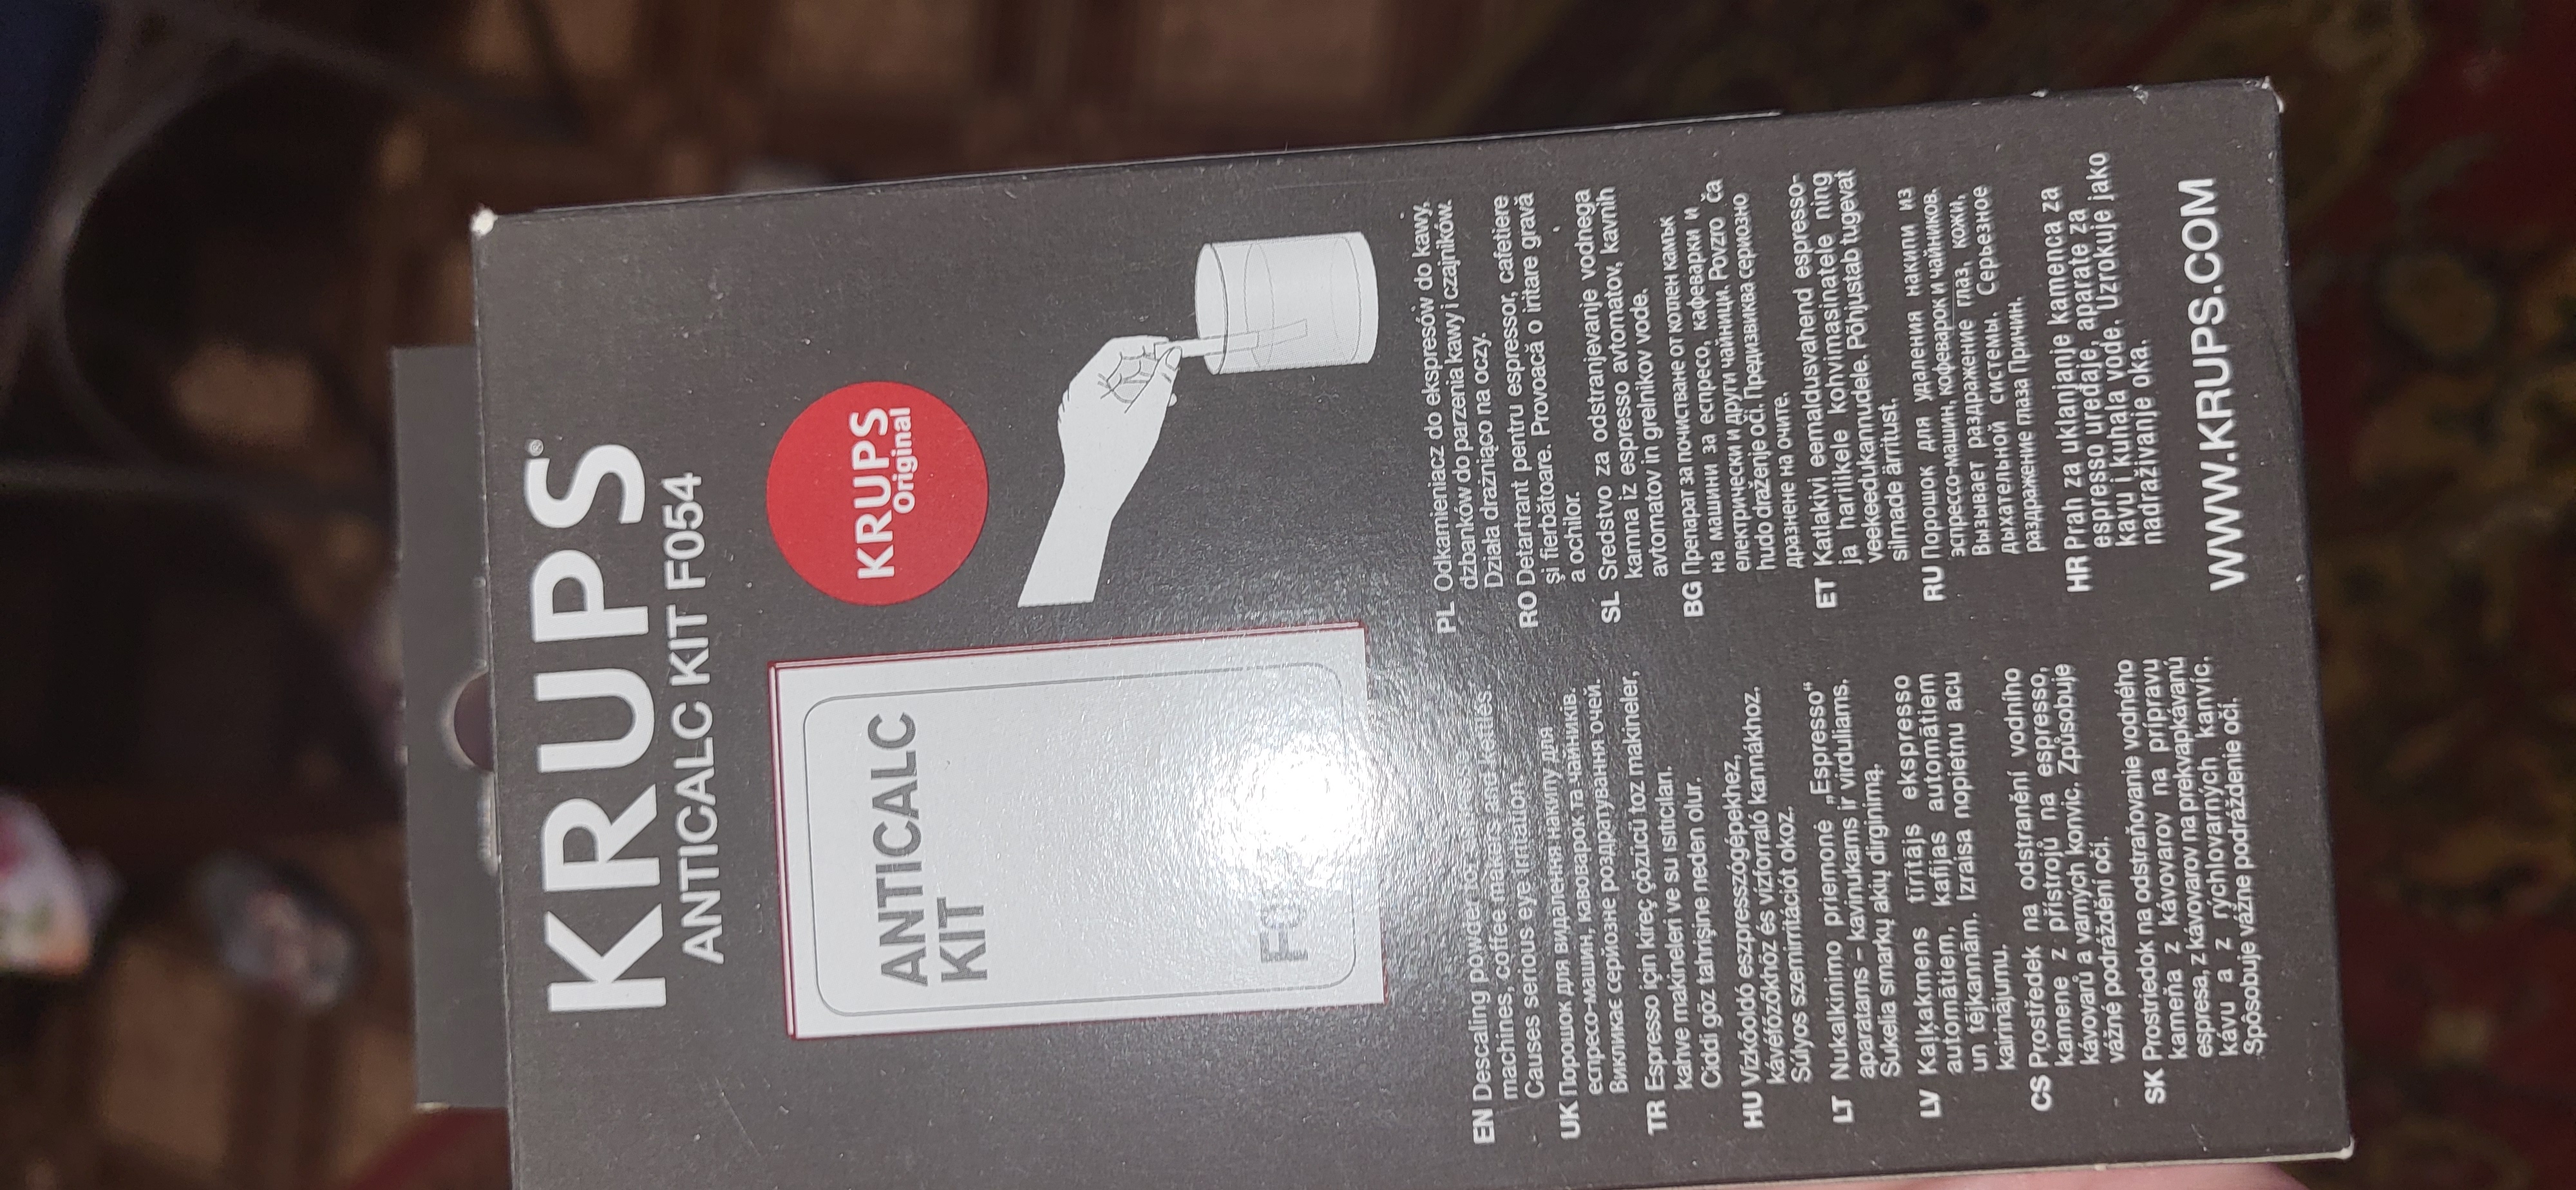 KRUPS®
ANTICALC KIT F054
KRUPS
Original
ANTICALC
KIT
EN Descaling powder for espresso
machines, coffee makers and kettles.
Causes serious eye irritation.
UK Порошок для видалення накипу для
еспресо-машин, кавоварок та чайників.
Викликає серйозне роздратування очей.
TR Espresso için kireç çözücü toz makineler,
kahve makineleri ve su ısıtıcıları.
Ciddi göz tahrişine neden olur.
HU Vízkőoldó eszpresszógépekhez,
kávéfőzőkhöz és vízforraló kannákhoz.
Súlyos szemirritációt okoz.
LT Nukalkinimo priemonė „Espresso“
aparatams – kavinukams ir virduliams.
Sukelia smarkų akių dirginimą.
LV Kaļķakmens tīrītājs ekspresso
automātiem, kafijas automātiem
un tējkannām. Izraisa nopietnu acu
kairinājumu.
CS Prostředek na odstranění vodního
kamene z přístrojů na espresso,
kávovarů a varných konvic. Způsobuje
vážné podráždění očí.
SK Prostriedok na odstraňovanie vodného
kameňa z kávovarov na prípravu
espresa, z kávovarov na prekvapkávanú
kávu a z rýchlovarných kanvíc.
Spôsobuje vážne podráždenie očí.
PL Odkamieniacz do ekspresów do kawy,
dzbanków do parzenia kawy i czajników.
Działa drażniąco na oczy.
RO Detartrant pentru espressor, cafetiere
și fierbătoare. Provoacă o iritare gravă
a ochilor.
SL Sredstvo za odstranjevanje vodnega
kamna iz espresso avtomatov, kavnih
avtomatov in grelnikov vode.
BG Препарат за почистване от котлен камък
на машини за еспресо, кафеварки и
електрически и други чайници. Povzro ča
hudo draženje oči. Предизвиква сериозно
дразнене на очите.
ET Katlakivi eemaldusvahend espresso-
ja harilikele kohvimasinatele ning
veekeedukannudele. Põhjustab tugevat
silmade ärritust.
RU Порошок для удаления накипи из
эспрессо-машин, кофеварок и чайников.
Вызывает раздражение глаз, кожи,
дыхательной системы. Серьезное
раздражение глаза Причин.
HR Prah za uklanjanje kamenca za
espresso uređaje, aparate za
kavu i kuhala vode. Uzrokuje jako
nadraživanje oka.
WWW.KRUPS.COM